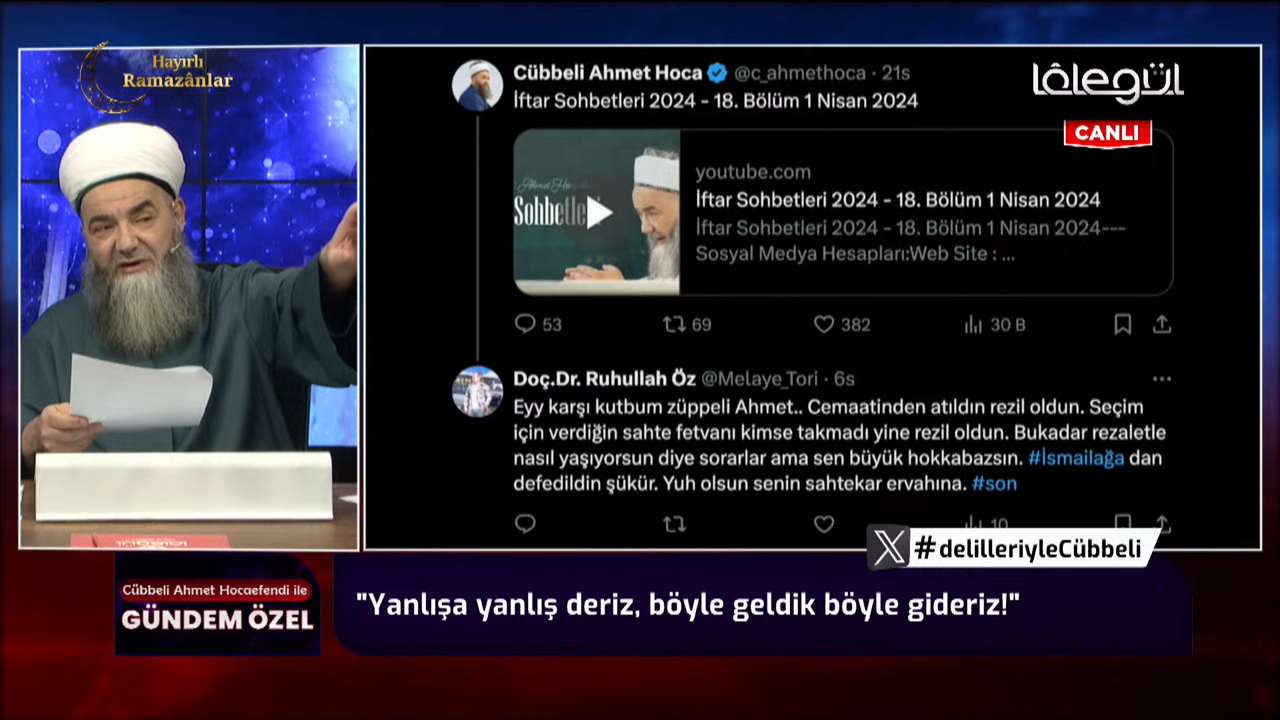 Hayırlı
Ramazânlar
Cübbeli Ahmet Hoca @c_ahmethoca · 21s
İftar Sohbetleri 2024 - 18. Bölüm 1 Nisan 2024
lâlegül
CANLI
Sohbetle
youtube.com
İftar Sohbetleri 2024 - 18. Bölüm 1 Nisan 2024
İftar Sohbetleri 2024 - 18. Bölüm 1 Nisan 2024---
Sosyal Medya Hesapları:Web Site : ...
53 69 382 30 B
Doç.Dr. Ruhullah Öz @Melaye_Tori · 6s
Eyy karşı kutbum züppeli Ahmet.. Cemaatinden atıldın rezil oldun. Seçim
için verdiğin sahte fetvanı kimse takmadı yine rezil oldun. Bukadar rezaletle
nasıl yaşıyorsun diye sorarlar ama sen büyük hokkabazsın. #İsmailağa dan
defedildin şükür. Yuh olsun senin sahtekar ervahına. #son
10
#delilleriyleCübbeli
Cübbeli Ahmet Hocaefendi ile
GÜNDEM ÖZEL
"Yanlışa yanlış deriz, böyle geldik böyle gideriz!"